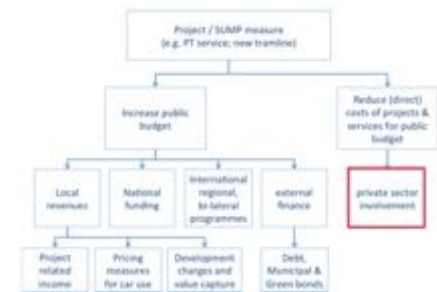 Project / SUMP measure
(e.g. PT service; new tramline)
Increase public
budget
Reduce (direct)
costs of projects &
services for public
budget
Local
revenues
National
funding
International
regional,
bi-lateral
programmes
external
finance
private sector
involvement
Project
related
income
Pricing
measures
for car use
Development
charges and
value capture
Debt,
Municipal &
Green bonds